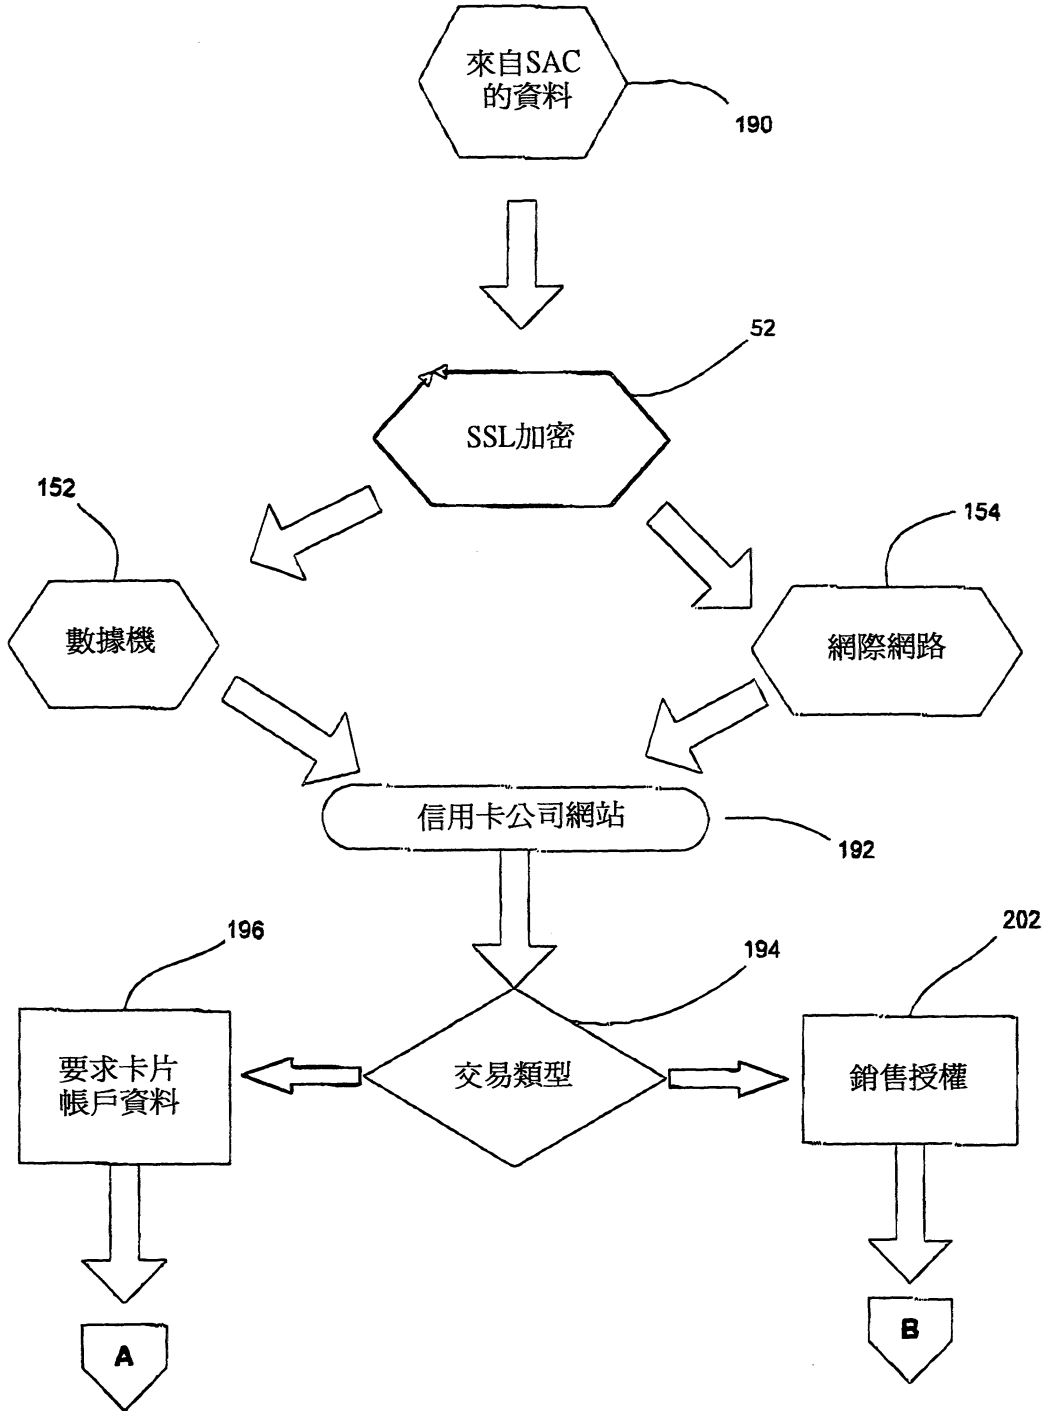 來自SAC
的資料
190
52
SSL加密
152
154
數據機
網際網路
信用卡公司網站
192
196
194
202
要求卡片
帳戶資料
交易類型
銷售授權
A
B